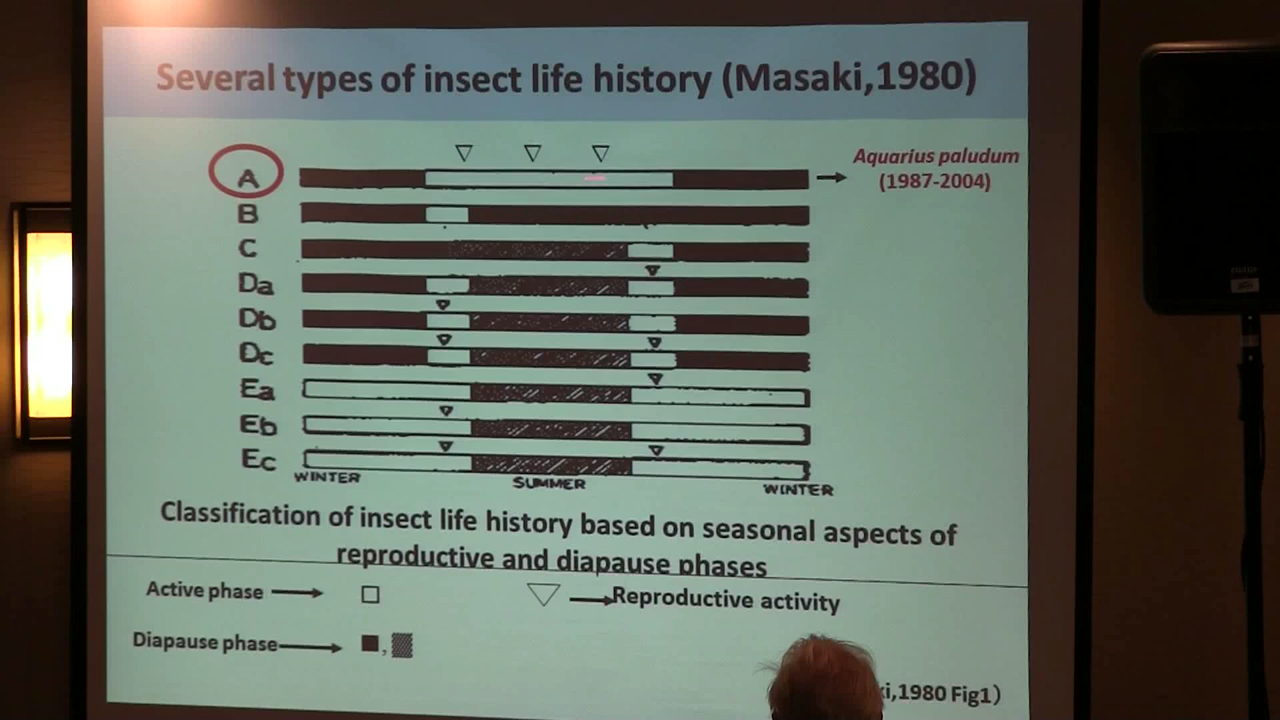 Several types of insect life history (Masaki,1980)
A
Aquarius paludum
(1987-2004)
B
C
Da
Db
Dc
Ea
Eb
Ec
WINTER
SUMMER
WINTER
Classification of insect life history based on seasonal aspects of
reproductive and diapause phases
Active phase
Reproductive activity
Diapause phase
,1980 Fig1)